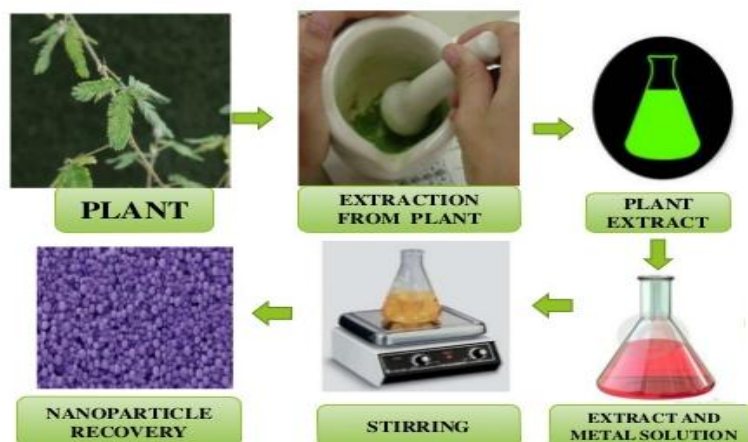 PLANT
EXTRACTION
FROM PLANT
PLANT
EXTRACT
EXTRACT AND
METAL SOLUTION
STIRRING
NANOPARTICLE
RECOVERY